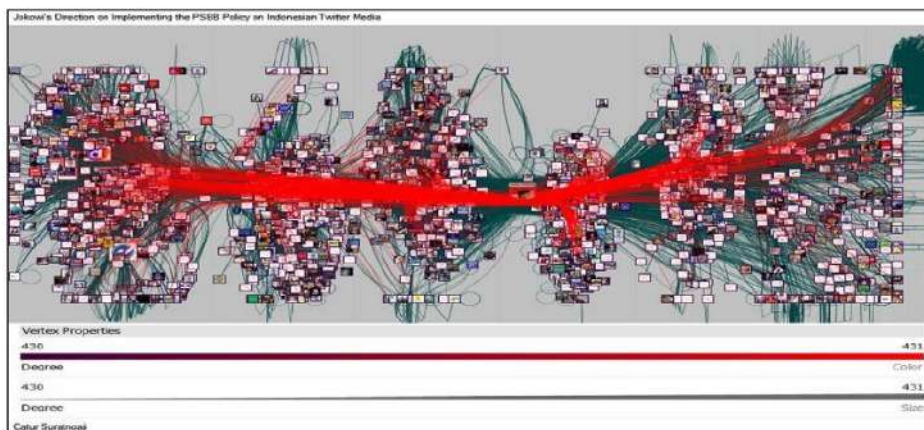 Jokowi's Direction on Implementing the PSBB Policy on Indonesian Twitter Media
Vertex Properties
430 431
Degree Color
430 431
Degree Size
Catur Suratnoaji